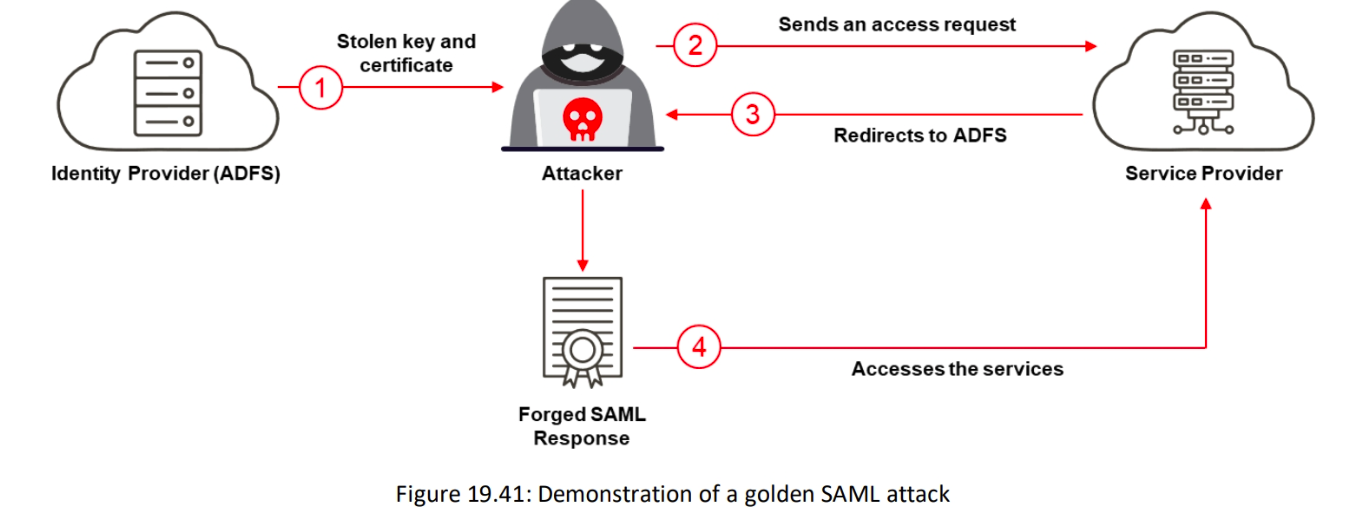 Sends an access request
Stolen key and
certificate
2
1
3
Redirects to ADFS
Identity Provider (ADFS)
Attacker
Service Provider
4
Accesses the services
Forged SAML
Response
Figure 19.41: Demonstration of a golden SAML attack